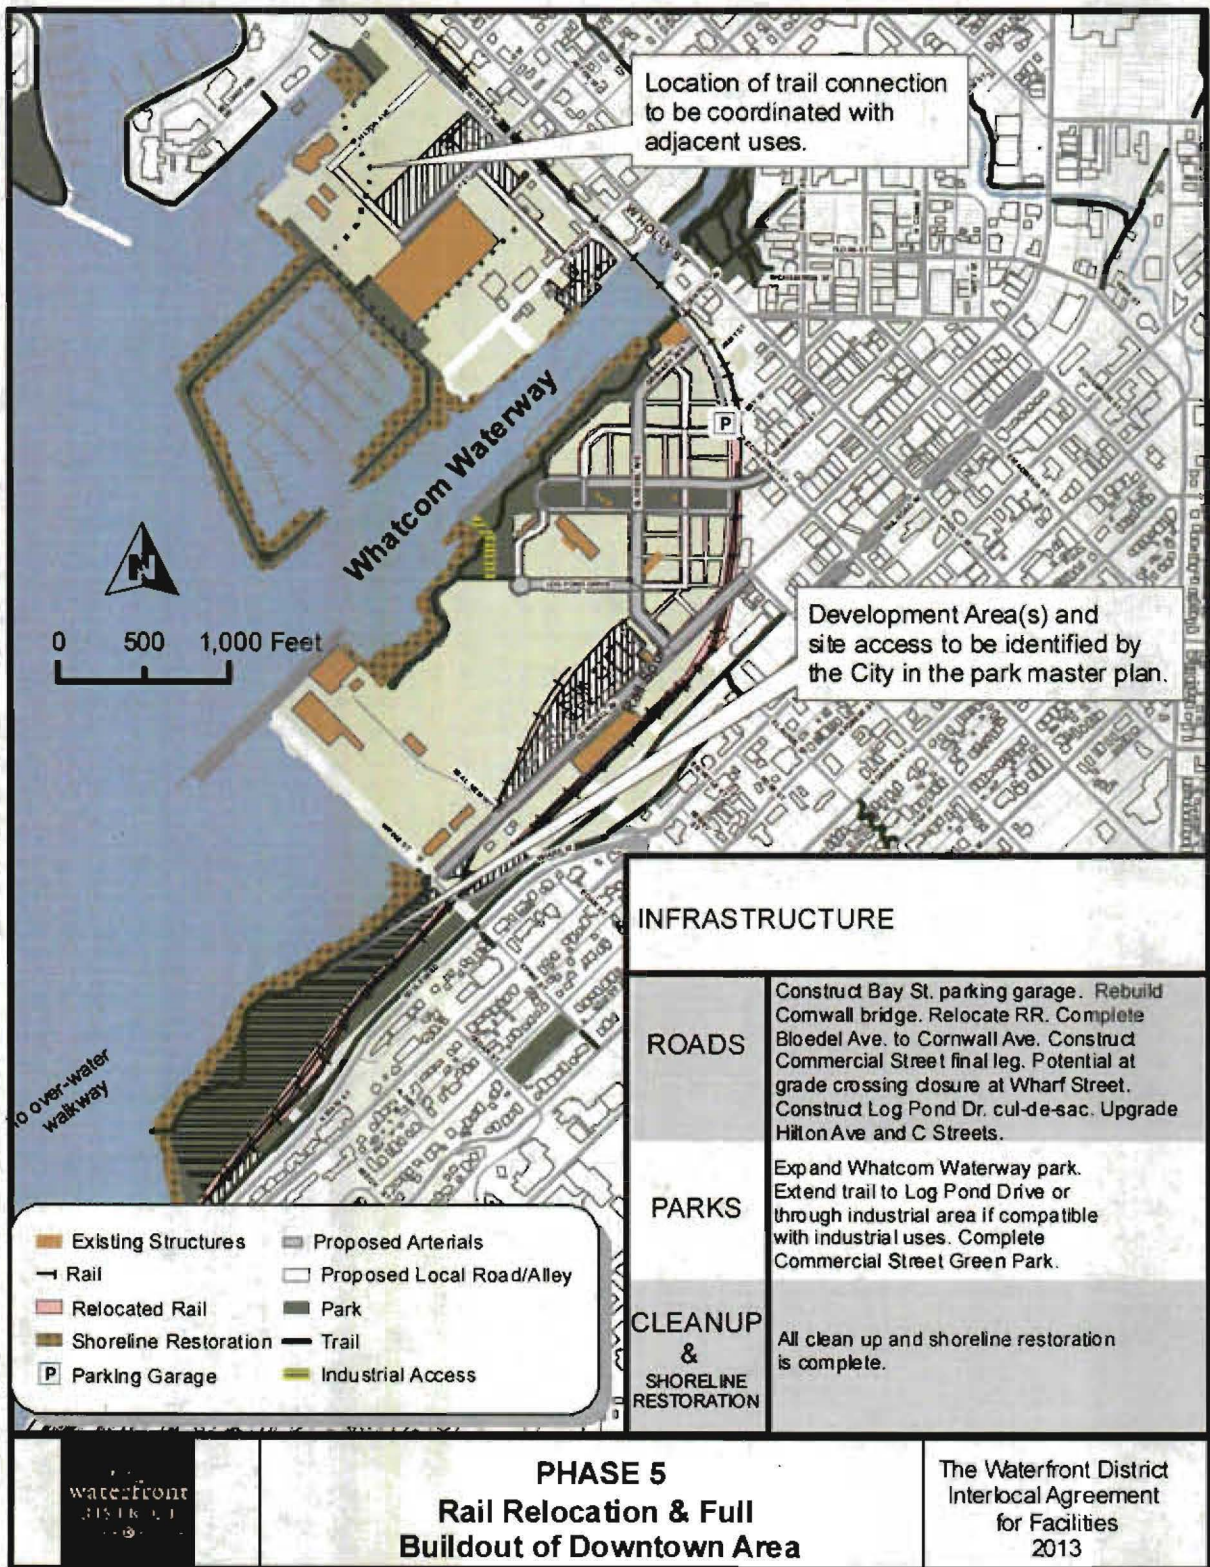 Location of trail connection
to be coordinated with
adjacent uses.
W HOLLY ST
Whatcom Waterway
P
N
0 500 1,000 Feet
LOG POND DRIVE
Development Area(s) and
site access to be identified by
the City in the park master plan.
over-water
walkway
INFRASTRUCTURE
ROADS
Construct Bay St. parking garage. Rebuild
Cornwall bridge. Relocate RR. Complete
Bloedel Ave. to Cornwall Ave. Construct
Commercial Street final leg. Potential at
grade crossing closure at Wharf Street.
Construct Log Pond Dr. cul-de-sac. Upgrade
Hilton Ave and C Streets.
PARKS
Expand Whatcom Waterway park.
Extend trail to Log Pond Drive or
through industrial area if compatible
with industrial uses. Complete
Commercial Street Green Park.
CLEANUP
&
SHORELINE
RESTORATION
All clean up and shoreline restoration
is complete.
Existing Structures
Rail
Relocated Rail
Shoreline Restoration
P Parking Garage
Proposed Arterials
Proposed Local Road/Alley
Park
Trail
Industrial Access
waterfront
DISTRICT
PHASE 5
Rail Relocation & Full
Buildout of Downtown Area
The Waterfront District
Interlocal Agreement
for Facilities
2013